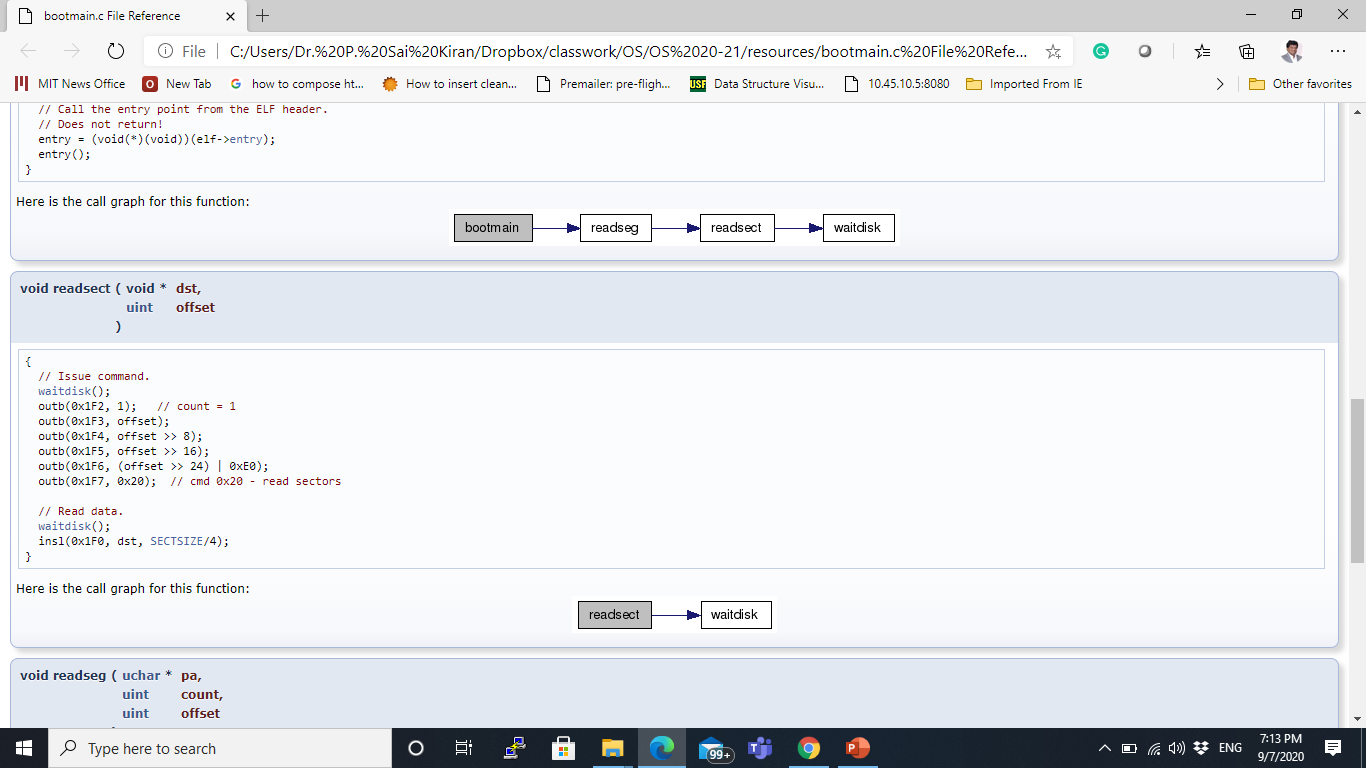 bootmain.c File Reference
File
C:/Users/Dr.%20P.%20Sai%20Kiran/Dropbox/classwork/OS/OS%2020-21/resources/bootmain.c%20File%20Refe...
MIT News Office
New Tab
how to compose ht...
How to insert clean...
Premailer: pre-fligh...
USF
Data Structure Visu...
10.45.10.5:8080
Imported From IE
Other favorites
// Call the entry point from the ELF header.
// Does not return!
entry = (void(*)(void))(elf->entry);
entry();
}
Here is the call graph for this function:
bootmain readseg readsect waitdisk
void readsect ( void * dst,
uint offset
)
{
// Issue command.
waitdisk();
outb(0x1F2, 1); // count = 1
outb(0x1F3, offset);
outb(0x1F4, offset >> 8);
outb(0x1F5, offset >> 16);
outb(0x1F6, (offset >> 24) | 0xE0);
outb(0x1F7, 0x20); // cmd 0x20 - read sectors
// Read data.
waitdisk();
insl(0x1F0, dst, SECTSIZE/4);
}
Here is the call graph for this function:
readsect waitdisk
void readseg ( uchar * pa,
uint count,
uint offset
Type here to search
99+
ENG
7:13 PM
9/7/2020